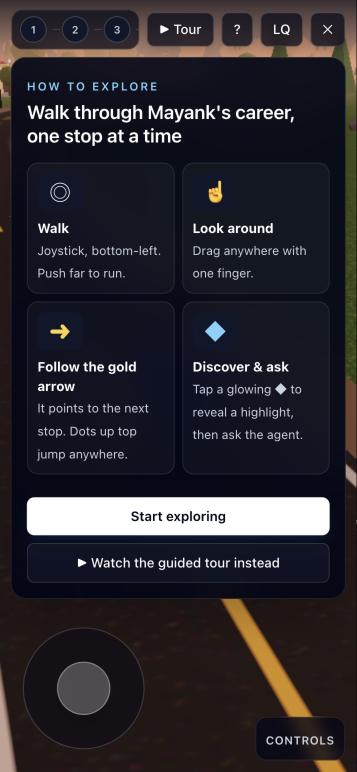 1 2 3 ▶ Tour ? LQ ✕
HOW TO EXPLORE
Walk through Mayank's career,
one stop at a time
Walk
Joystick, bottom-left.
Push far to run.
Look around
Drag anywhere with
one finger.
Follow the gold
arrow
It points to the next
stop. Dots up top
jump anywhere.
Discover & ask
Tap a glowing ◆ to
reveal a highlight,
then ask the agent.
Start exploring
▶ Watch the guided tour instead
CONTROLS